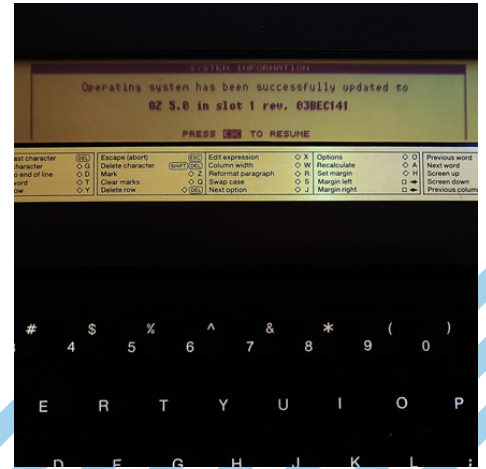 SYSTEM INFORMATION
Operating system has been successfully updated to
OZ 5.0 in slot 1 rev. 03BEC141
PRESS ESC TO RESUME
last character DEL Escape (abort) ESC Edit expression ◇ X Options ◇ O Previous word
character ◇ G Delete character SHIFT DEL Column width ◇ W Recalculate ◇ A Next word
o end of line ◇ D Mark ◇ Z Reformat paragraph ◇ R Set margin ◇ H Screen up
word ◇ T Clear marks ◇ Q Swap case ◇ S Margin left □ Screen down
ow ◇ Y Delete row ◇ DEL Next option ◇ J Margin right □ Previous column
# $ % ^ & * ( )
4 5 6 7 8 9 0
E R T Y U I O P
D F G H J K L ;